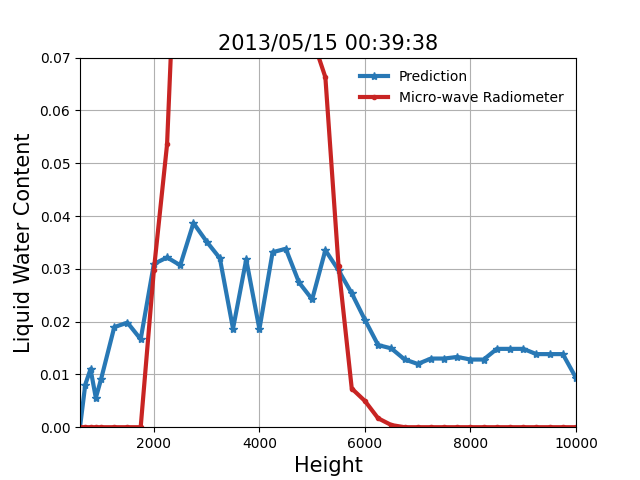 2013/05/15 00:39:38
0.07
0.06
0.05
0.04
0.03
0.02
0.01
0.00
Liquid Water Content
Prediction
Micro-wave Radiometer
2000 4000 6000 8000 10000
Height